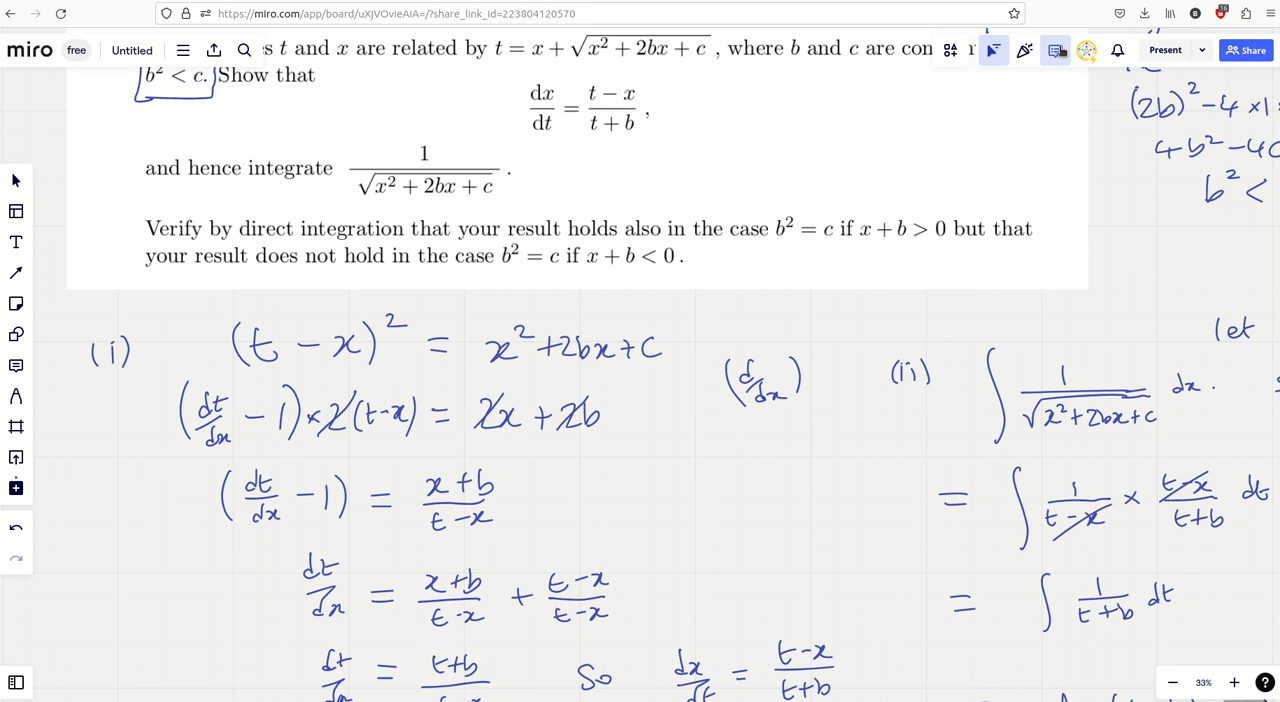 https://miro.com/app/board/uXJVOvieAIA=/?share_link_id=223804120570
miro free Untitled Present Share
s t and x are related by t = x + √(x² + 2bx + c) , where b and c are con
b² < c. Show that
dx/dt = (t − x)/(t + b) ,
and hence integrate 1/√(x² + 2bx + c) .
Verify by direct integration that your result holds also in the case b² = c if x + b > 0 but that
your result does not hold in the case b² = c if x + b < 0 .
(2b)² − 4 × 1
4b² − 4c
b² <
(i) (t − x)² = x² + 2bx + c
(dt/dx − 1) × 2(t−x) = 2x + 2b (d/dx)
(dt/dx − 1) = (x+b)/(t−x)
dt/dx = (x+b)/(t−x) + (t−x)/(t−x)
dt/dx = (t+b)/(t−x) So dx/dt = (t−x)/(t+b)
let
(ii) ∫ 1/√(x²+2bx+c) dx.
= ∫ 1/(t−x) × (t−x)/(t+b) dt
= ∫ 1/(t+b) dt
33%